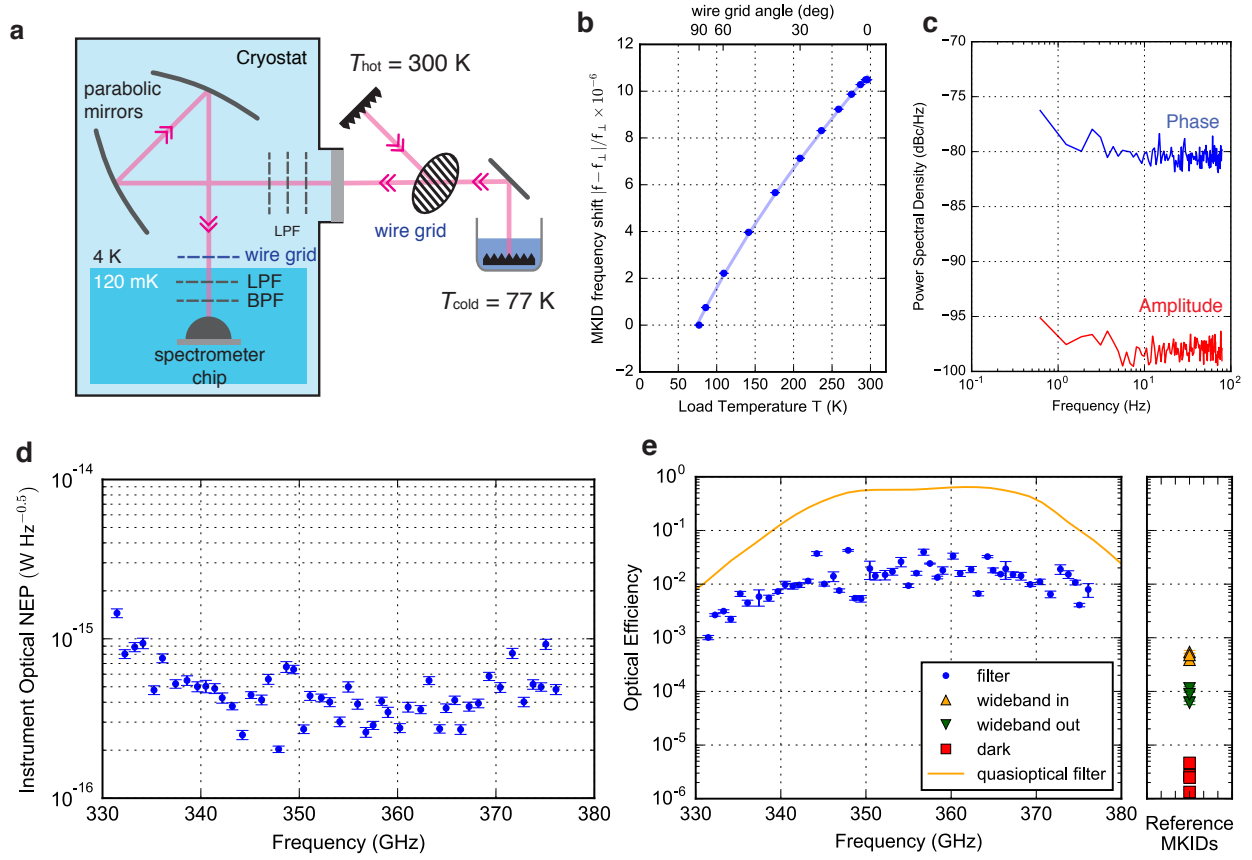 a
Cryostat
parabolic
mirrors
T_hot = 300 K
LPF
wire grid
4 K
wire grid
120 mK
LPF
BPF
spectrometer
chip
T_cold = 77 K
b
wire grid angle (deg)
90 60 30 0
12
10
8
6
4
2
0
−2
MKID frequency shift |f − f⊥|/f⊥ × 10^-6
0 50 100 150 200 250 300
Load Temperature T (K)
c
−70
−75
−80
−85
−90
−95
−100
Power Spectral Density (dBc/Hz)
Phase
Amplitude
10^-1 10^0 10^1 10^2
Frequency (Hz)
d
10^-14
10^-15
10^-16
Instrument Optical NEP (W Hz^-0.5)
330 340 350 360 370 380
Frequency (GHz)
e
10^0
10^-1
10^-2
10^-3
10^-4
10^-5
10^-6
Optical Efficiency
filter
wideband in
wideband out
dark
quasioptical filter
330 340 350 360 370 380
Frequency (GHz)
Reference
MKIDs